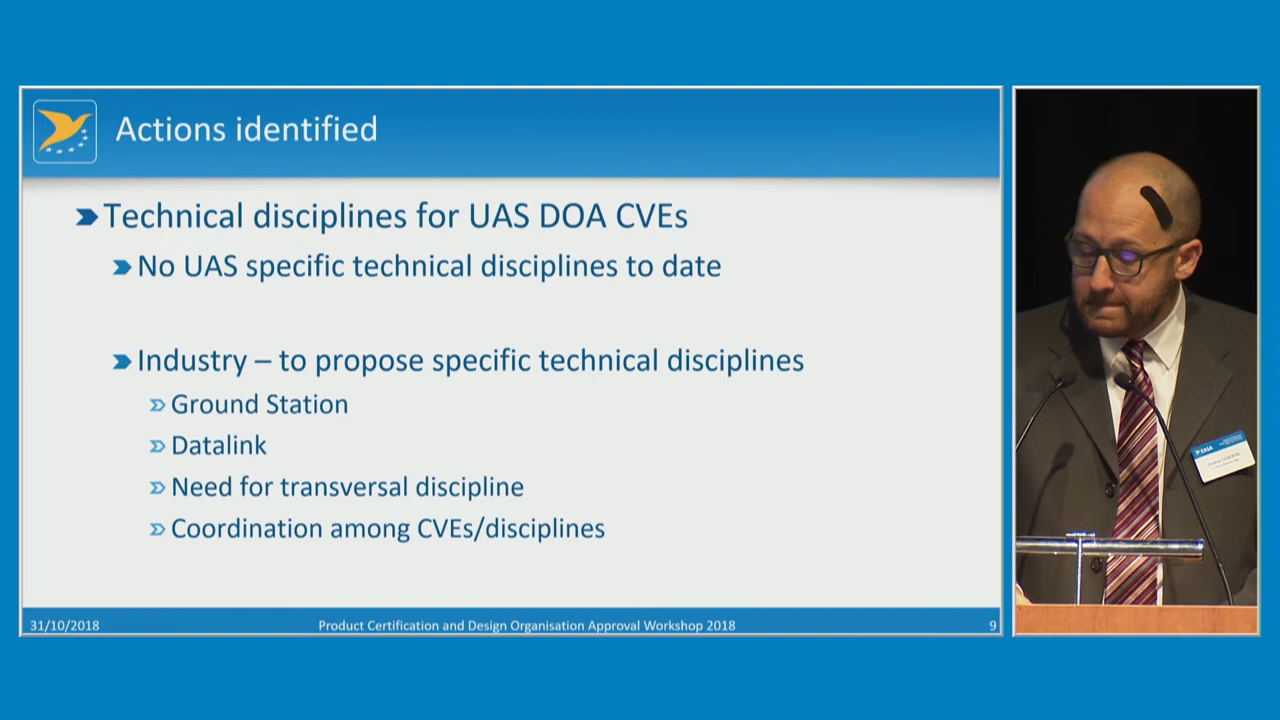 Actions identified
Technical disciplines for UAS DOA CVEs
No UAS specific technical disciplines to date
Industry – to propose specific technical disciplines
Ground Station
Datalink
Need for transversal discipline
Coordination among CVEs/disciplines
31/10/2018
Product Certification and Design Organisation Approval Workshop 2018
9
EASA